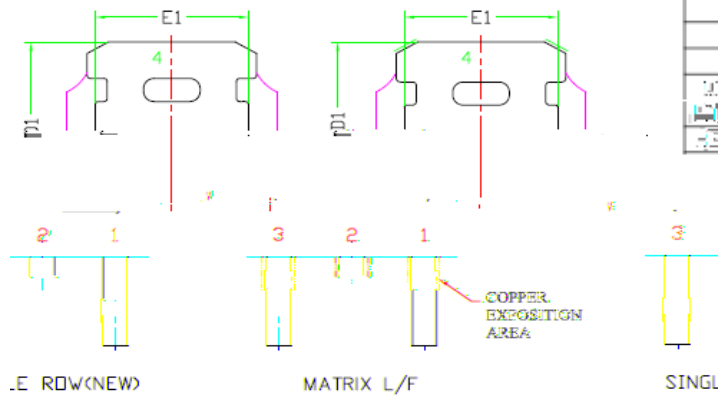 E1
E1
4
4
D1
D1
2
1
3
2
1
3
COPPER
EXPOSITION
AREA
LE ROW(NEW)
MATRIX L/F
SINGL